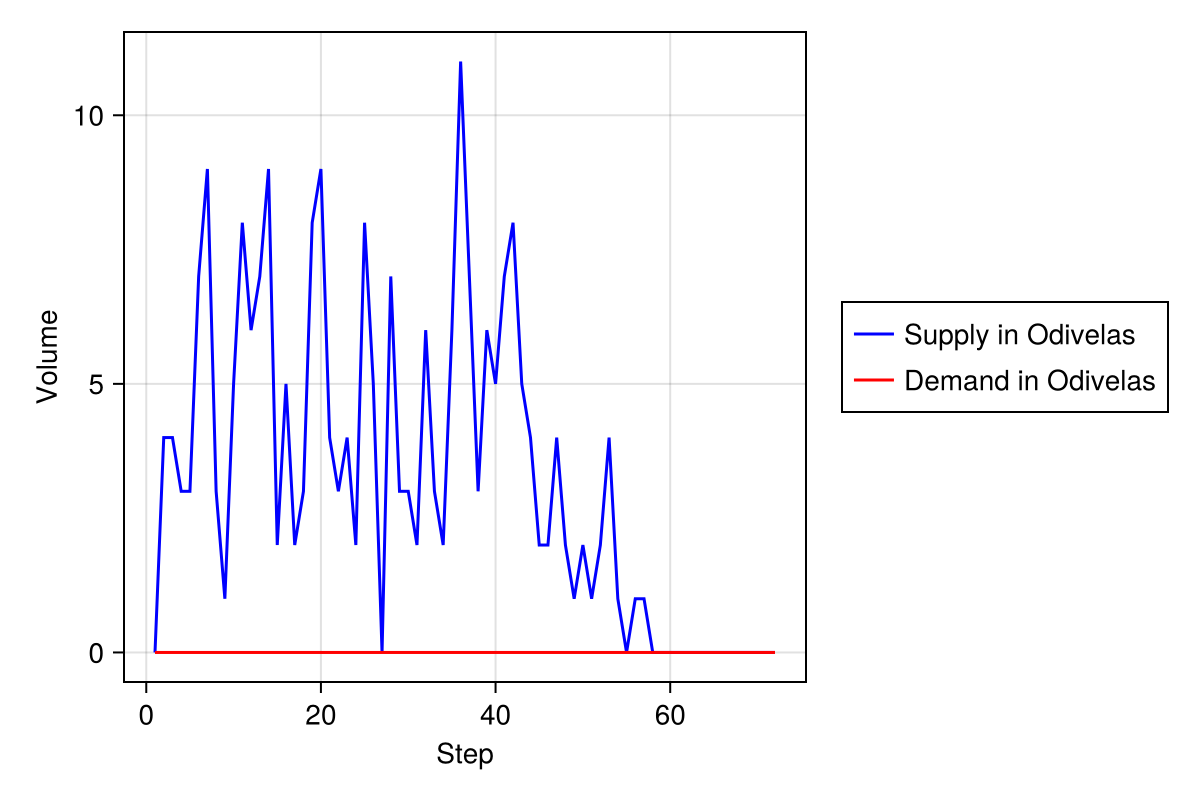 10
5
0
Volume
0 20 40 60
Step
Supply in Odivelas
Demand in Odivelas